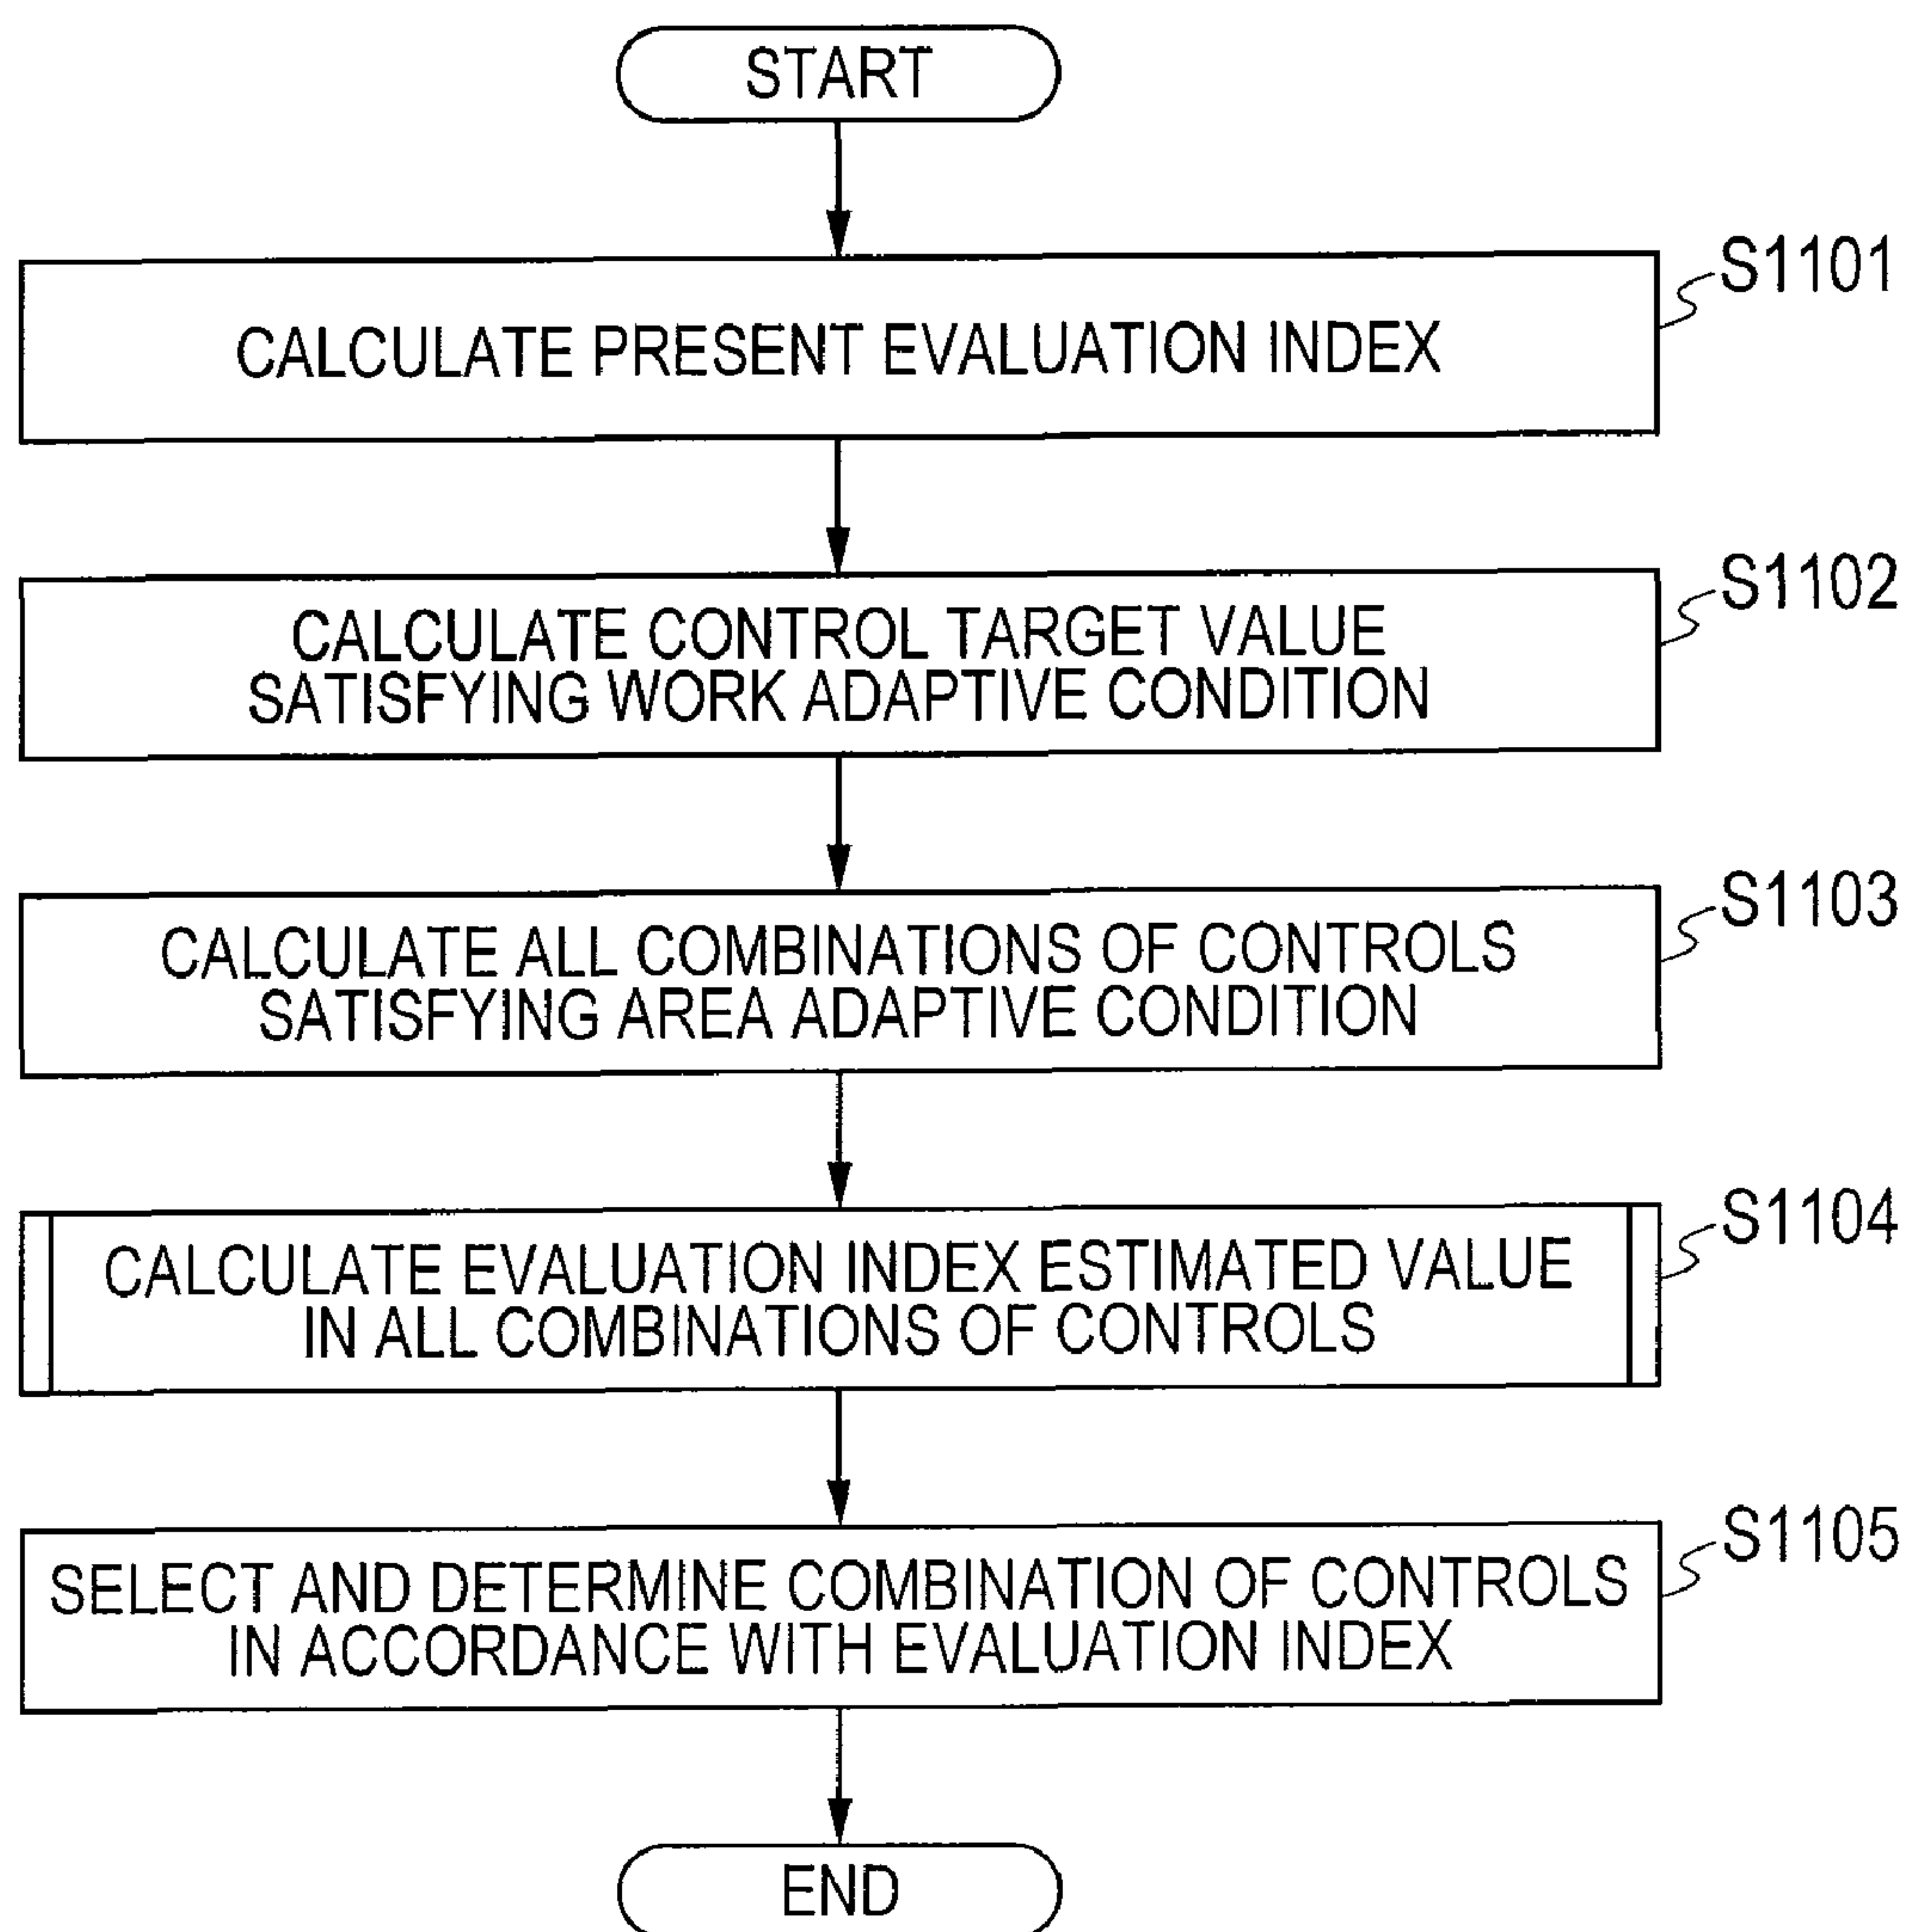 START
S1101
CALCULATE PRESENT EVALUATION INDEX
S1102
CALCULATE CONTROL TARGET VALUE
SATISFYING WORK ADAPTIVE CONDITION
S1103
CALCULATE ALL COMBINATIONS OF CONTROLS
SATISFYING AREA ADAPTIVE CONDITION
S1104
CALCULATE EVALUATION INDEX ESTIMATED VALUE
IN ALL COMBINATIONS OF CONTROLS
S1105
SELECT AND DETERMINE COMBINATION OF CONTROLS
IN ACCORDANCE WITH EVALUATION INDEX
END